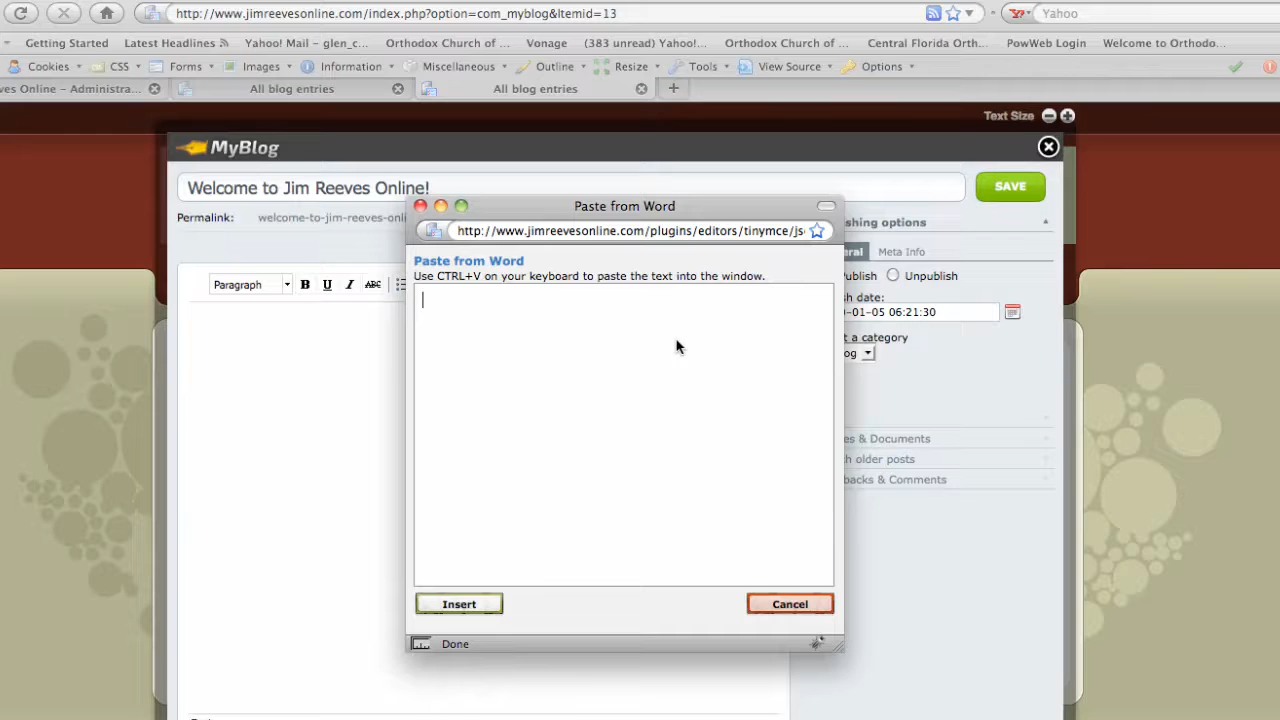 http://www.jimreevesonline.com/index.php?option=com_myblog&Itemid=13
Yahoo
Getting Started Latest Headlines Yahoo! Mail – glen_c... Orthodox Church of ... Vonage (383 unread) Yahoo!... Orthodox Church of ... Central Florida Orth... PowWeb Login Welcome to Orthodo...
Cookies CSS Forms Images Information Miscellaneous Outline Resize Tools View Source Options
ves Online – Administra... All blog entries All blog entries
Text Size
MyBlog
Welcome to Jim Reeves Online!
SAVE
Permalink: welcome-to-jim-reeves-onli
Paste from Word
http://www.jimreevesonline.com/plugins/editors/tinymce/js
Paste from Word
Use CTRL+V on your keyboard to paste the text into the window.
Paragraph B U I ABC
shing options
ral Meta Info
Publish Unpublish
sh date:
-01-05 06:21:30
t a category
og
es & Documents
h older posts
backs & Comments
Insert Cancel
Done